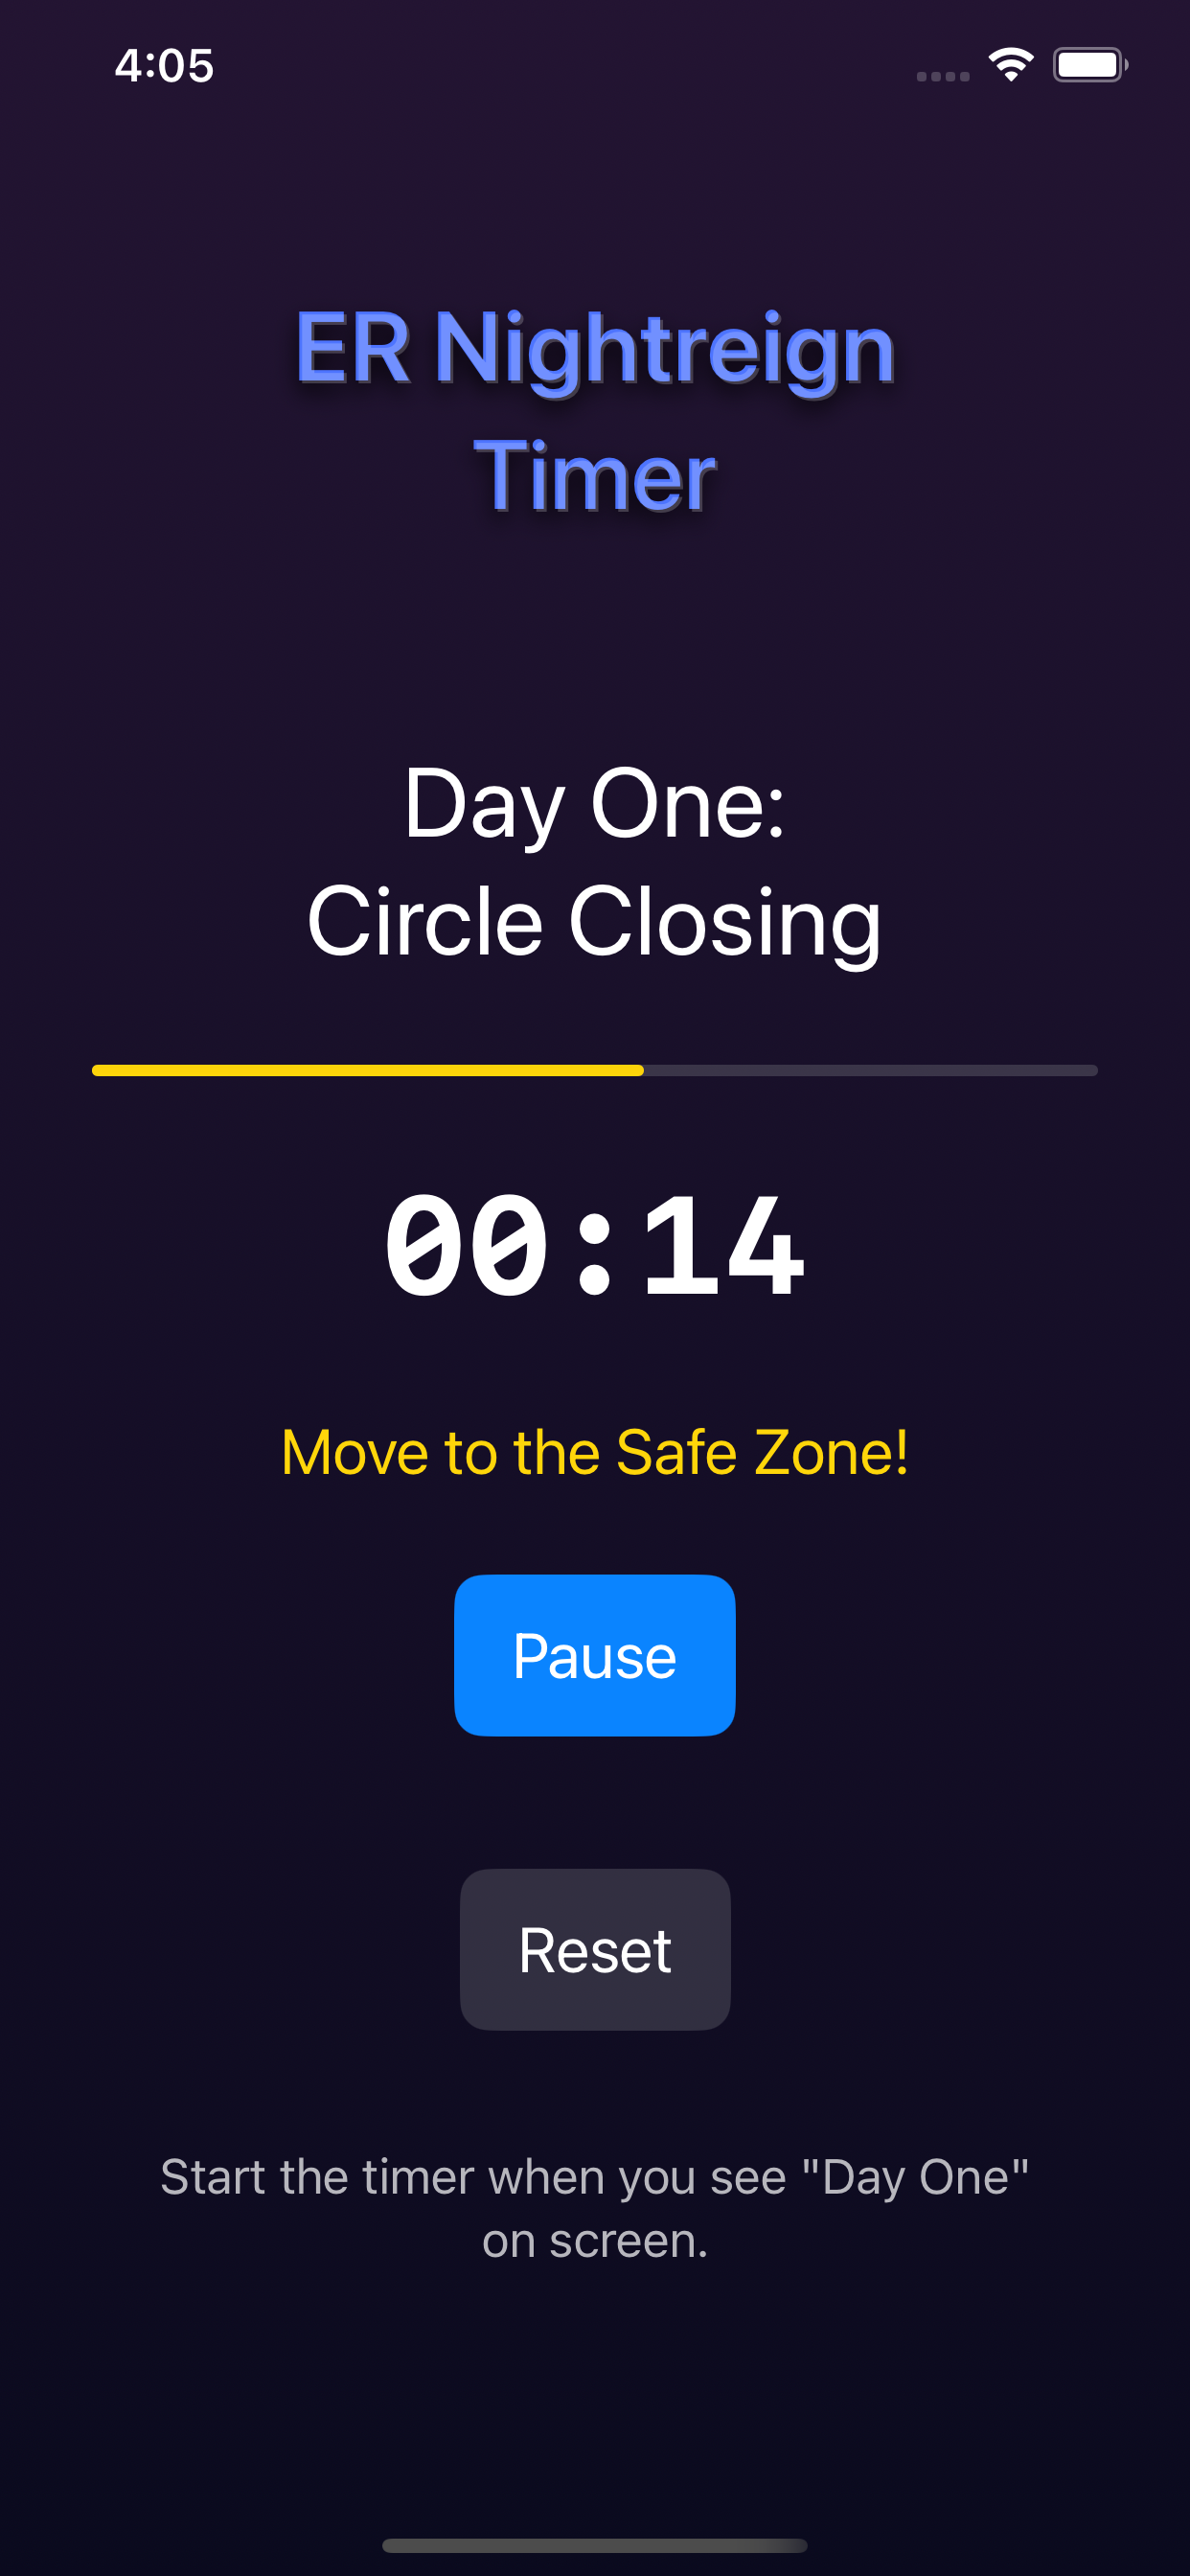 4:05
ER Nightreign
Timer
Day One:
Circle Closing
00:14
Move to the Safe Zone!
Pause
Reset
Start the timer when you see "Day One"
on screen.